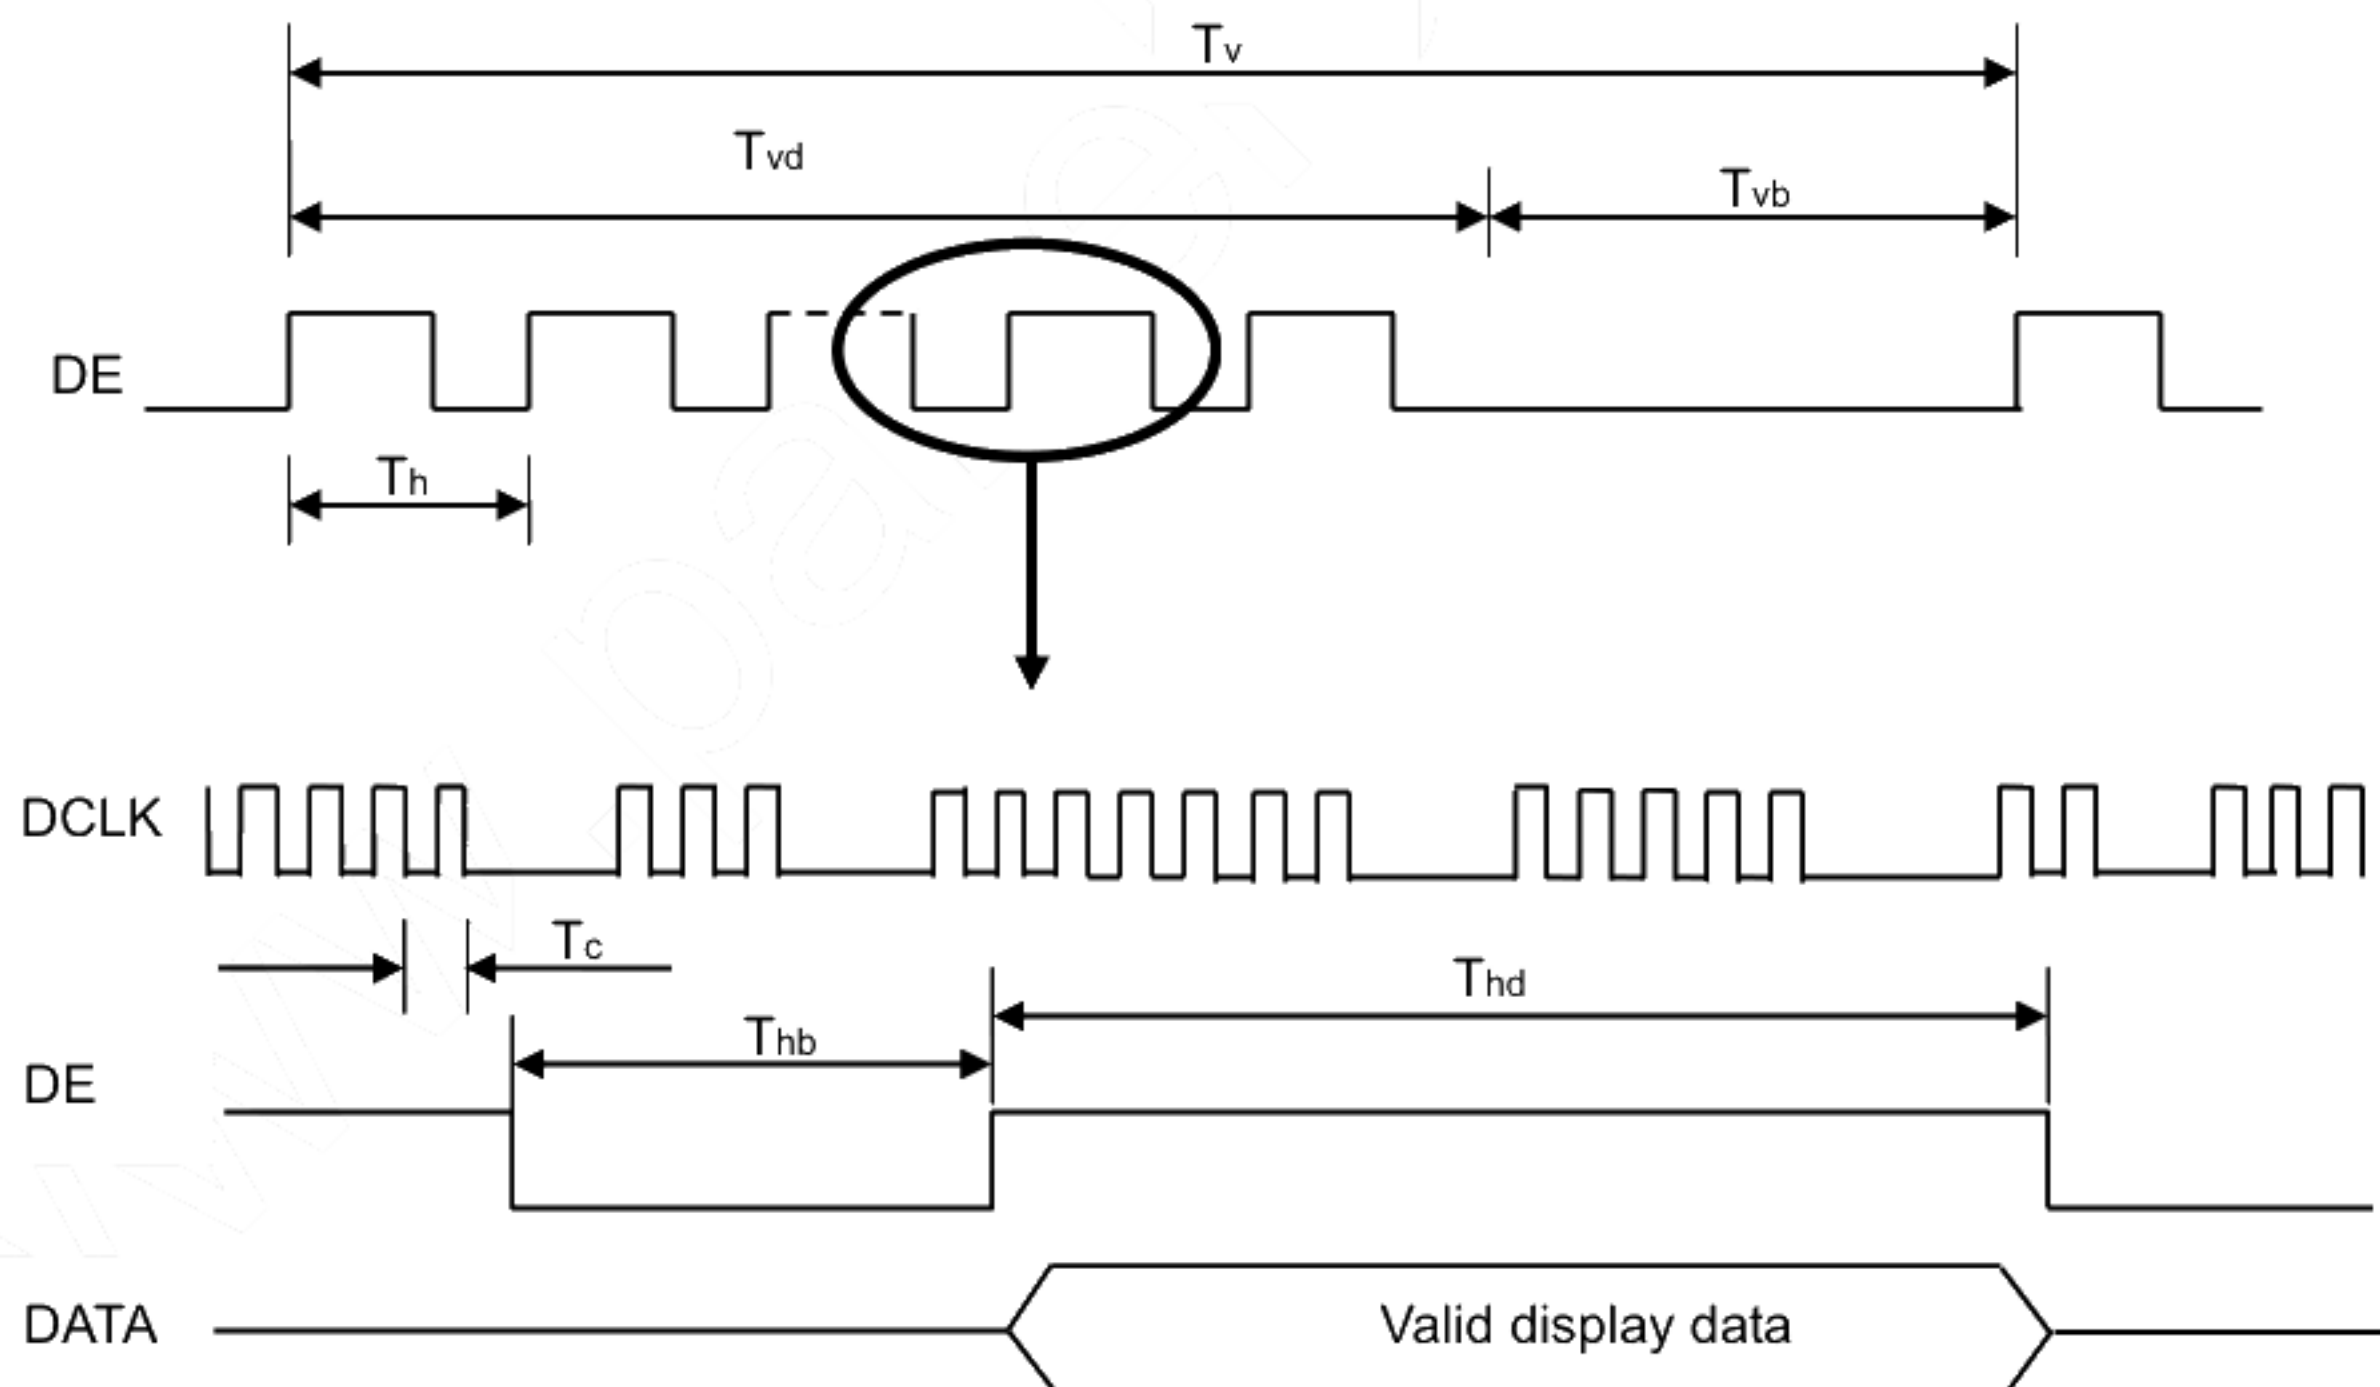 Tv
Tvd
Tvb
DE
Th
DCLK
Tc
Thd
Thb
DE
DATA
Valid display data